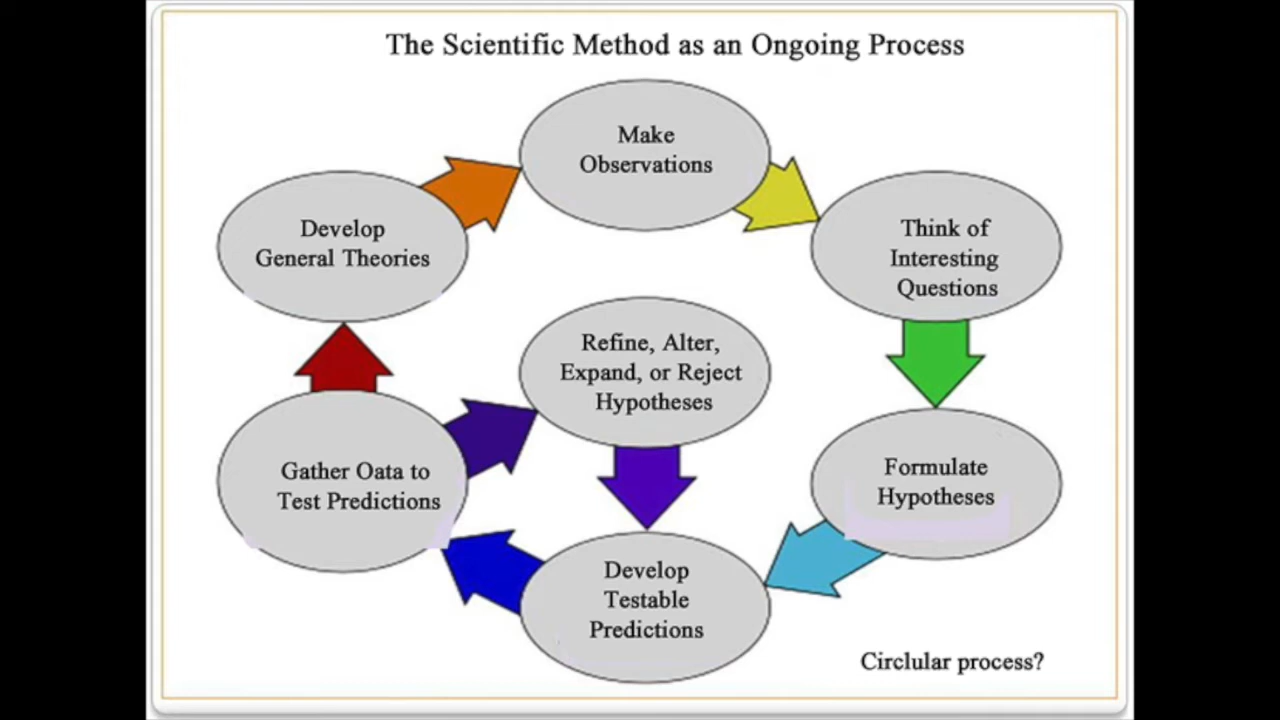 The Scientific Method as an Ongoing Process
Make
Observations
Think of
Interesting
Questions
Formulate
Hypotheses
Develop
Testable
Predictions
Gather Oata to
Test Predictions
Refine, Alter,
Expand, or Reject
Hypotheses
Develop
General Theories
Circlular process?